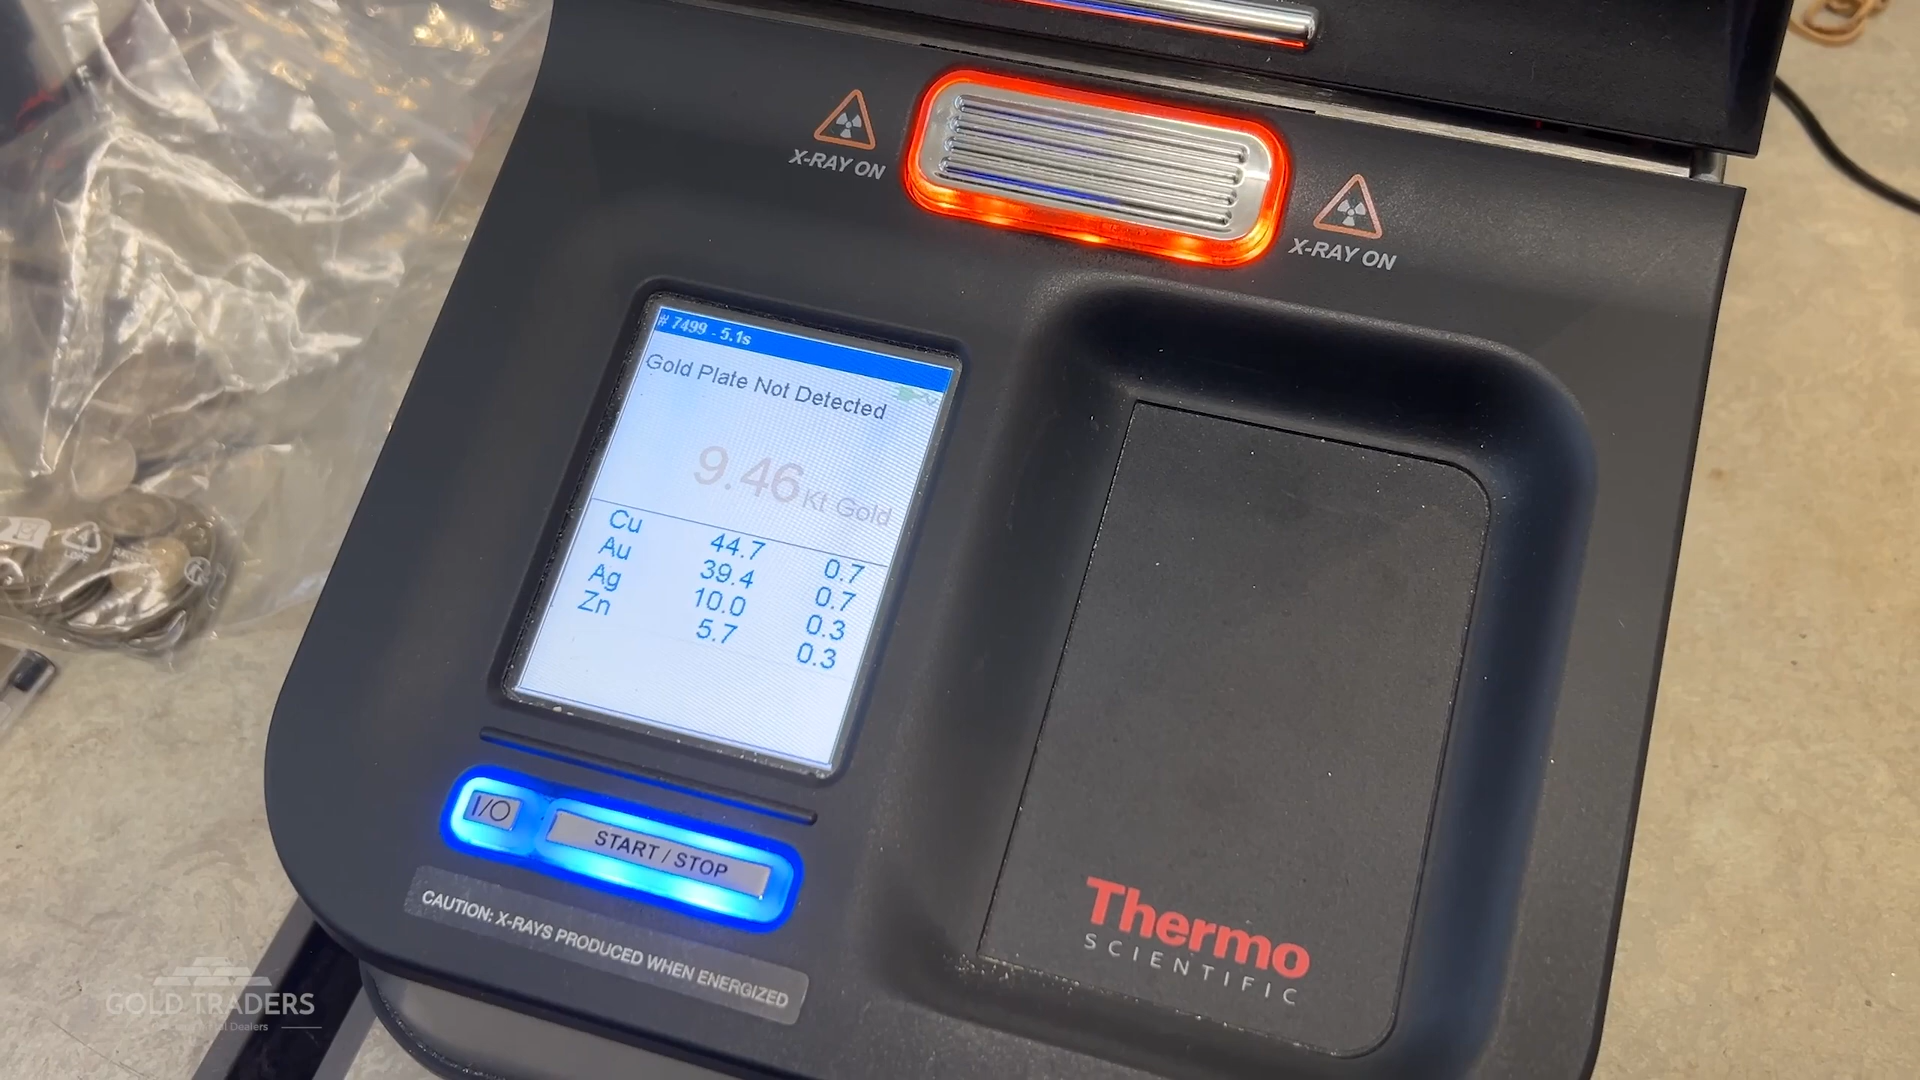 X-RAY ON
X-RAY ON
# 7499 - 5.1s
Gold Plate Not Detected
9.46 Kt Gold
Cu 44.7 0.7
Au 39.4 0.7
Ag 10.0 0.3
Zn 5.7 0.3
I/O
START / STOP
CAUTION: X-RAYS PRODUCED WHEN ENERGIZED
Thermo
SCIENTIFIC
GOLD TRADERS
Dealers